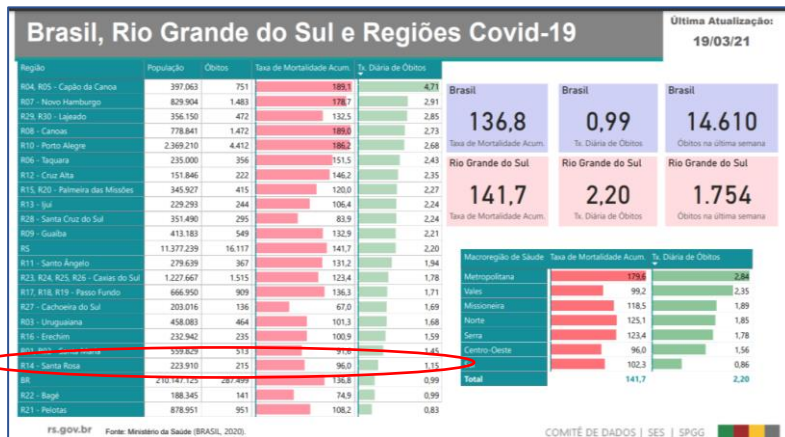 Brasil, Rio Grande do Sul e Regiões Covid-19
Última Atualização:
19/03/21
Região População Óbitos Taxa de Mortalidade Acum. Tx. Diária de Óbitos
R04, R05 - Capão da Canoa 397.063 751 189,1 4,71
R07 - Novo Hamburgo 829.904 1.483 178,7 2,91
R29, R30 - Lajeado 356.150 472 132,5 2,85
R08 - Canoas 778.841 1.472 189,0 2,73
R10 - Porto Alegre 2.369.210 4.412 186,2 2,68
R06 - Taquara 235.000 356 151,5 2,43
R12 - Cruz Alta 151.846 222 146,2 2,35
R15, R20 - Palmeira das Missões 345.927 415 120,0 2,27
R13 - Ijuí 229.293 244 106,4 2,24
R28 - Santa Cruz do Sul 351.490 295 83,9 2,24
R09 - Guaíba 413.183 549 132,9 2,21
RS 11.377.239 16.117 141,7 2,20
R11 - Santo Ângelo 279.639 367 131,2 1,94
R23, R24, R25, R26 - Caxias do Sul 1.227.667 1.515 123,4 1,78
R17, R18, R19 - Passo Fundo 666.950 909 136,3 1,71
R27 - Cachoeira do Sul 203.016 136 67,0 1,69
R03 - Uruguaiana 458.083 464 101,3 1,68
R16 - Erechim 232.942 235 100,9 1,59
R01, R02 - Santa Maria 559.829 513 91,6 1,45
R14 - Santa Rosa 223.910 215 96,0 1,15
BR 210.147.125 287.499 136,8 0,99
R22 - Bagé 188.345 141 74,9 0,99
R21 - Pelotas 878.951 951 108,2 0,83
Brasil Brasil Brasil
136,8 0,99 14.610
Taxa de Mortalidade Acum. Tx. Diária de Óbitos Óbitos na última semana
Rio Grande do Sul Rio Grande do Sul Rio Grande do Sul
141,7 2,20 1.754
Taxa de Mortalidade Acum. Tx. Diária de Óbitos Óbitos na última semana
Macrorregião de Saúde Taxa de Mortalidade Acum. Tx. Diária de Óbitos
Metropolitana 179,6 2,84
Vales 99,2 2,35
Missioneira 118,5 1,89
Norte 125,1 1,85
Serra 123,4 1,78
Centro-Oeste 96,0 1,56
102,3 0,86
Total 141,7 2,20
rs.gov.br Fonte: Ministério da Saúde (BRASIL, 2020).
COMITÊ DE DADOS | SES | SPGG